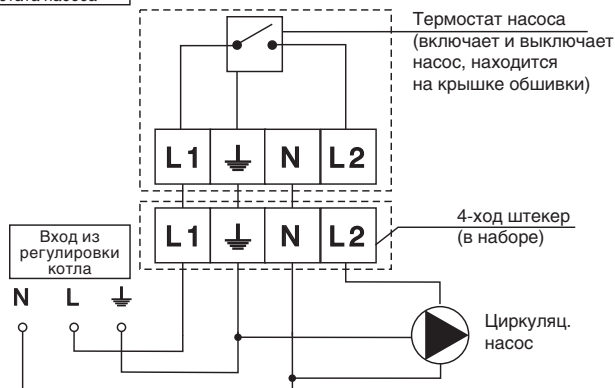 Термостат насоса
(включает и выключает
насос, находится
на крышке обшивки)
L1 N L2
L1 N L2
4-ход штекер
(в наборе)
Вход из
регулировки
котла
N L
Циркуляц.
насос